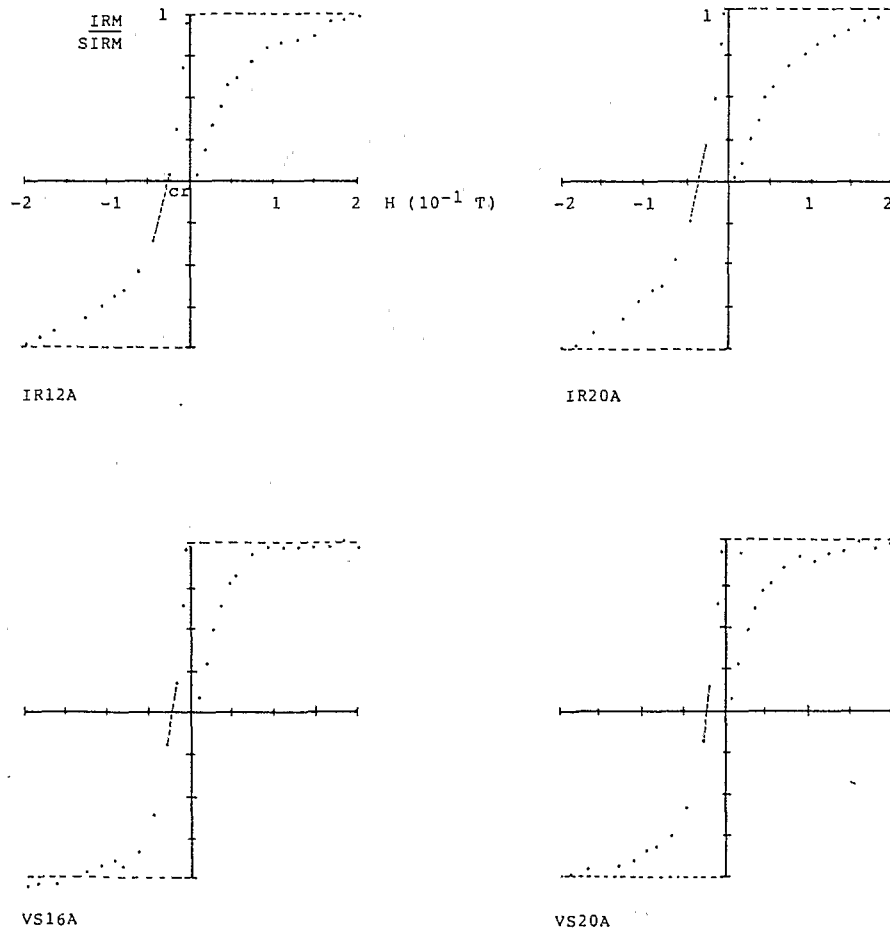 IRM
SIRM
1
1
cr
-2
-1
1
2
H (10⁻¹ T)
-2
-1
1
2
IR12A
IR20A
VS16A
VS20A